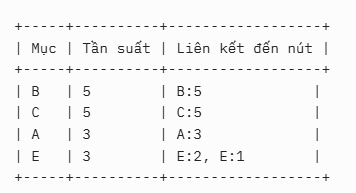 +-----+----------+-----------------+
| Mục | Tần suất | Liên kết đến nút |
+-----+----------+-----------------+
| B | 5 | B:5 |
| C | 5 | C:5 |
| A | 3 | A:3 |
| E | 3 | E:2, E:1 |
+-----+----------+-----------------+